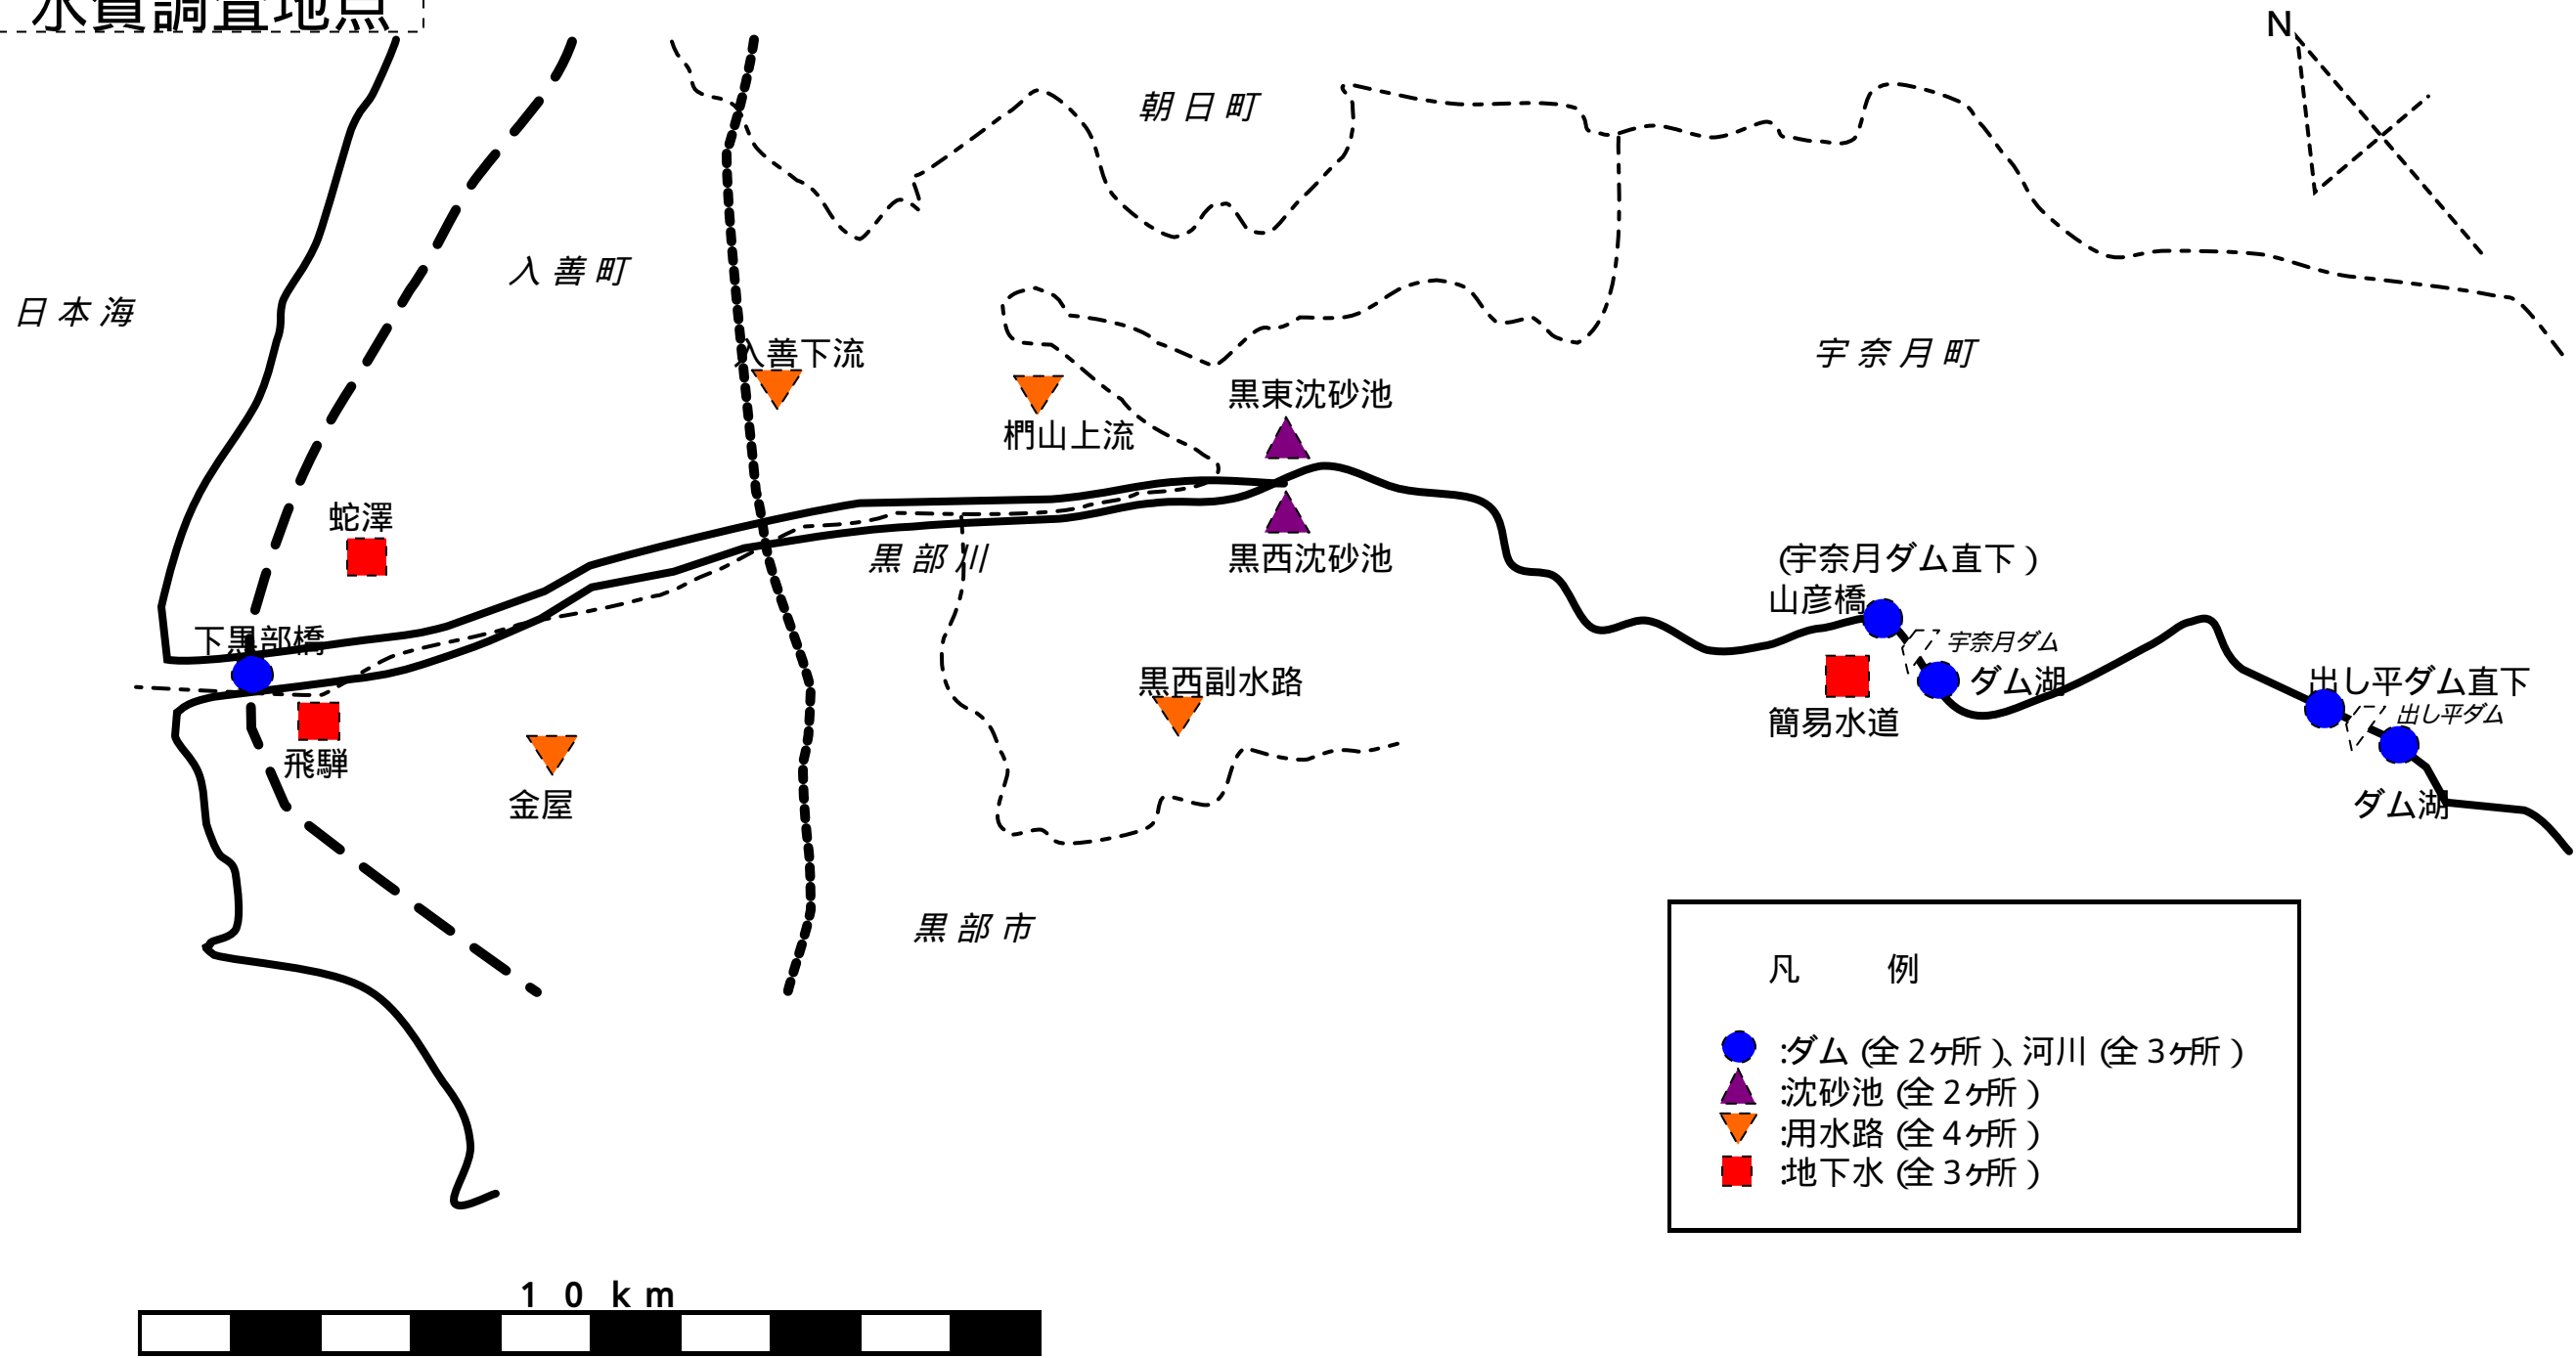 水質調査地点
N
朝日町
入善町
日本海
宇奈月町
入善下流
椚山上流
黒東沈砂池
蛇澤
黒部川
黒西沈砂池
(宇奈月ダム直下)
山彦橋
下黒部橋
宇奈月ダム
ダム湖
黒西副水路
出し平ダム直下
出し平ダム
簡易水道
飛騨
金屋
ダム湖
黒部市
凡 例
:ダム(全2ヶ所)、河川(全3ヶ所)
:沈砂池(全2ヶ所)
:用水路(全4ヶ所)
:地下水(全3ヶ所)
10km